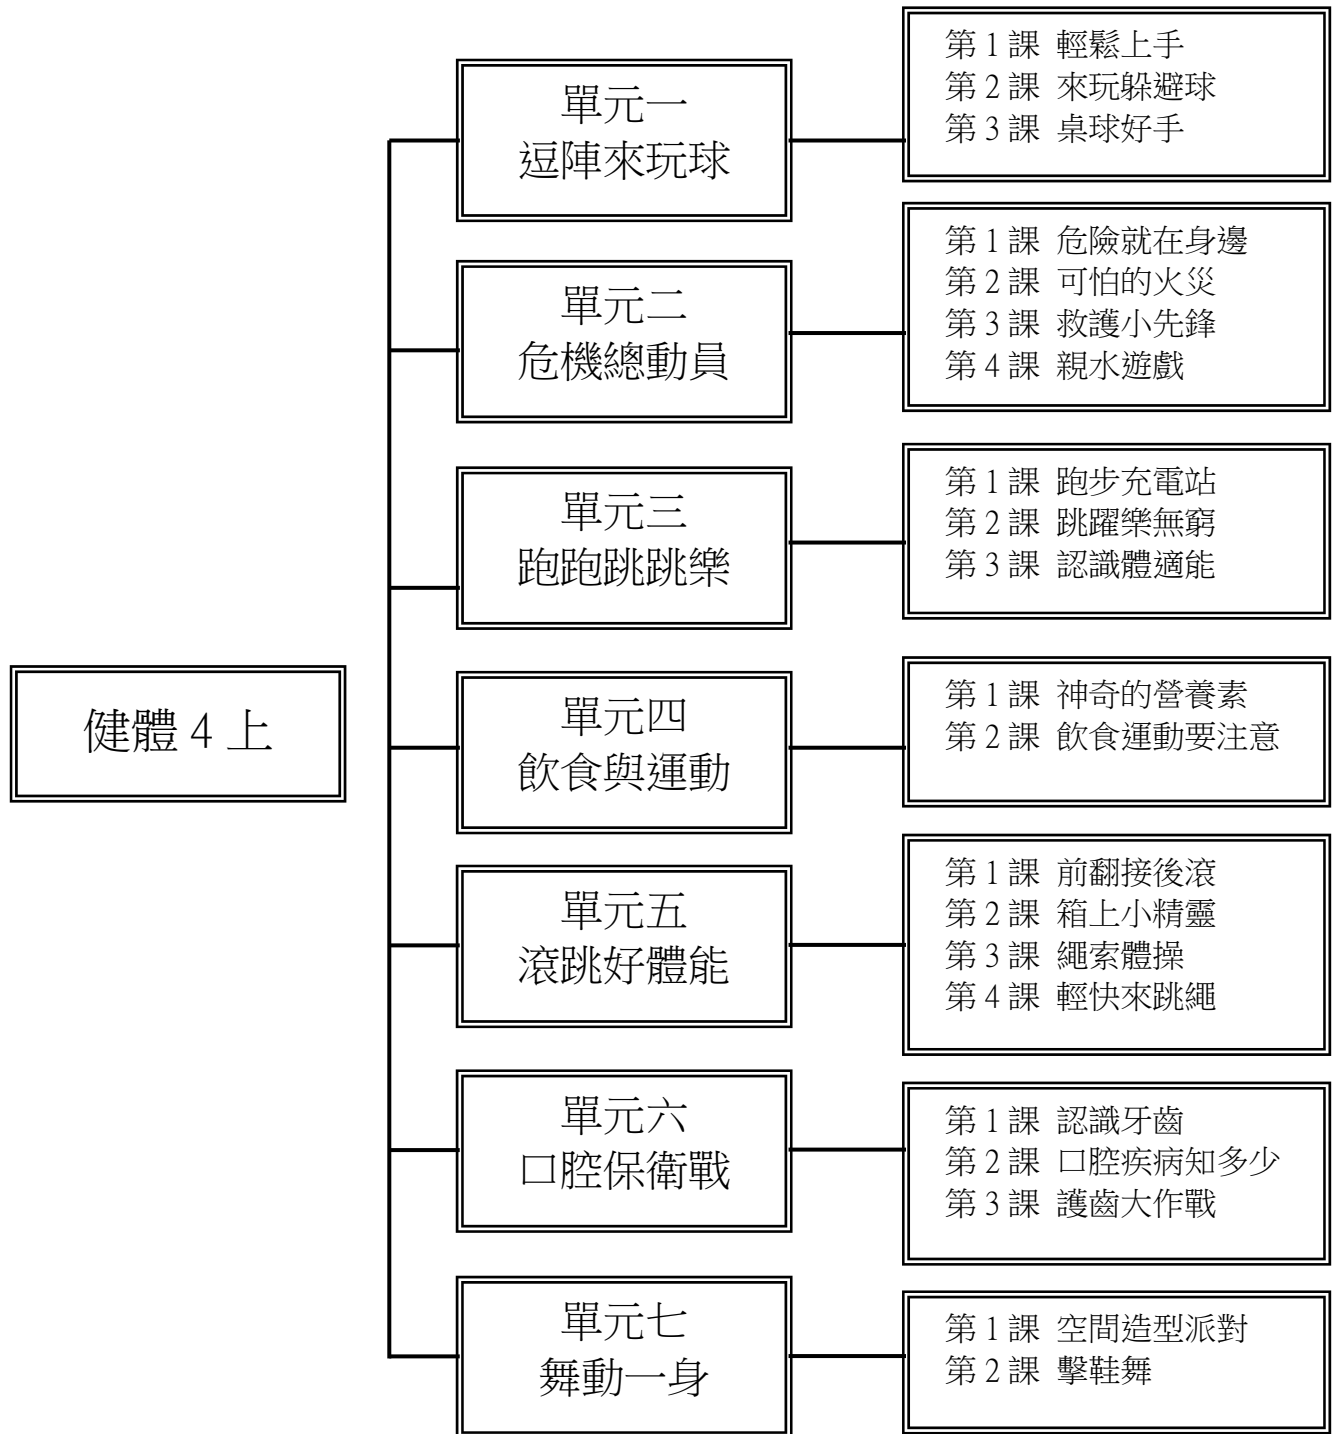 健體 4 上
單元一
逗陣來玩球
第 1 課 輕鬆上手
第 2 課 來玩躲避球
第 3 課 桌球好手
單元二
危機總動員
第 1 課 危險就在身邊
第 2 課 可怕的火災
第 3 課 救護小先鋒
第 4 課 親水遊戲
單元三
跑跑跳跳樂
第 1 課 跑步充電站
第 2 課 跳躍樂無窮
第 3 課 認識體適能
單元四
飲食與運動
第 1 課 神奇的營養素
第 2 課 飲食運動要注意
單元五
滾跳好體能
第 1 課 前翻接後滾
第 2 課 箱上小精靈
第 3 課 繩索體操
第 4 課 輕快來跳繩
單元六
口腔保衛戰
第 1 課 認識牙齒
第 2 課 口腔疾病知多少
第 3 課 護齒大作戰
單元七
舞動一身
第 1 課 空間造型派對
第 2 課 擊鞋舞